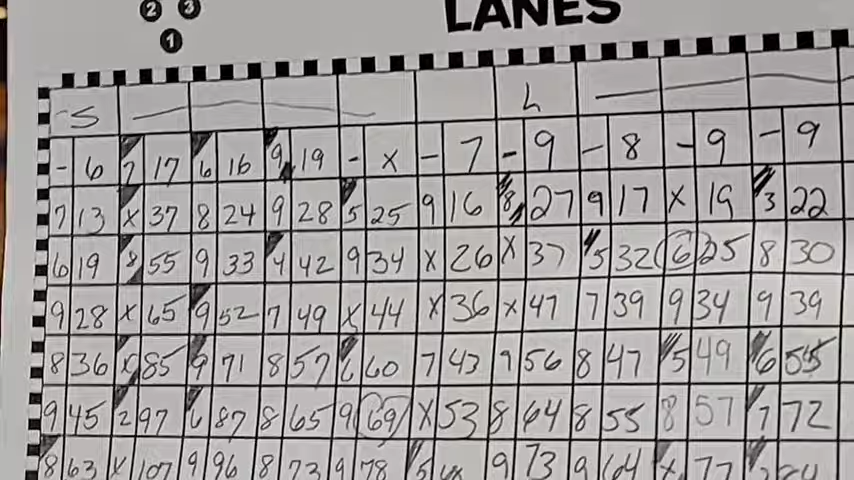 2 3
LANES
1
S L
- 6 7 17 6 16 9 19 - X - 7 - 9 - 8 - 9 - 9
7 13 X 37 8 24 9 28 5 25 9 16 8 27 9 17 X 19 3 22
6 19 8 55 9 33 4 42 9 34 X 26 X 37 5 32 6 25 8 30
9 28 X 65 9 52 7 49 X 44 X 36 X 47 7 39 9 34 9 39
8 36 X 85 9 71 8 57 6 60 7 43 9 56 8 47 5 49 6 55
9 45 2 97 6 87 8 65 9 69 X 53 8 64 8 55 8 57 7 72
8 63 X 107 9 96 8 73 9 78 5 9 73 9 64 X 77